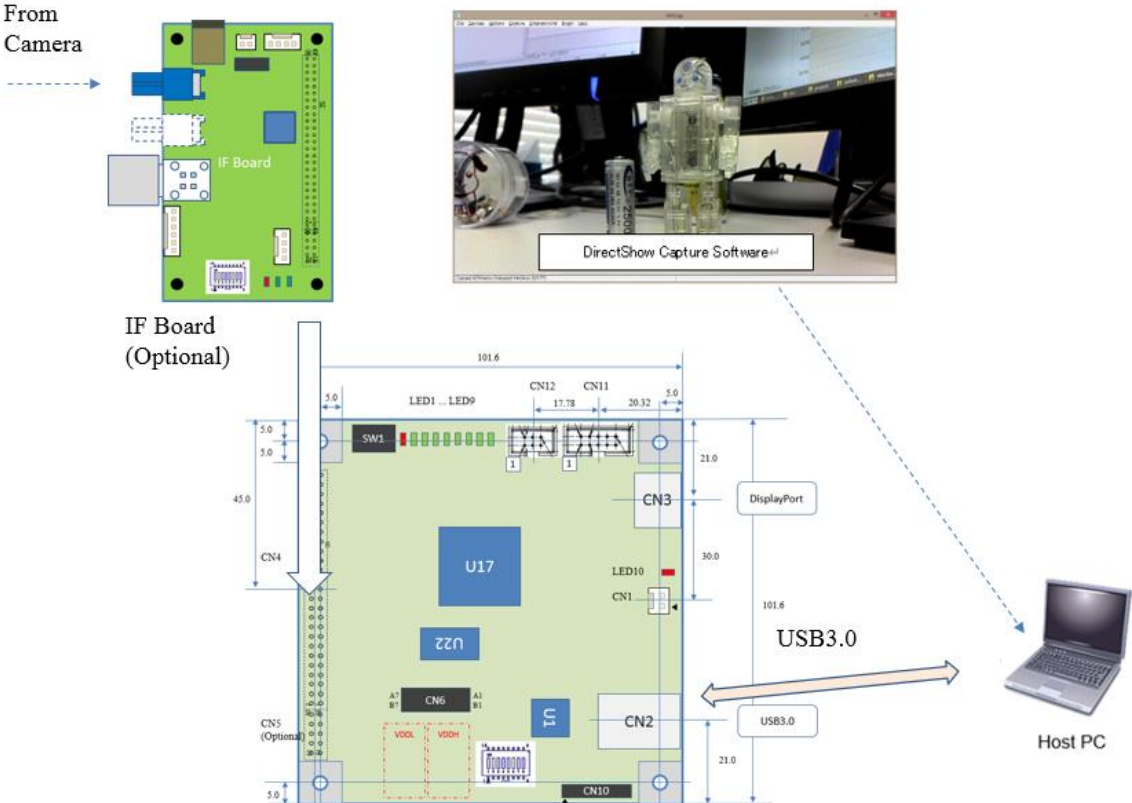 From
Camera
IF Board
DirectShow Capture Software
IF Board
(Optional)
101.6
CN12
CN11
5.0
LED1 ... LED9
17.78
20.32
5.0
5.0
SW1
1
1
5.0
21.0
45.0
CN3
DisplayPort
CN4
U17
30.0
LED10
CN1
101.6
USB3.0
U22
A7
B7
CN6
A1
B1
CN5
(Optional)
VDDL
VDDH
U1
CN2
USB3.0
Host PC
21.0
5.0
CN10